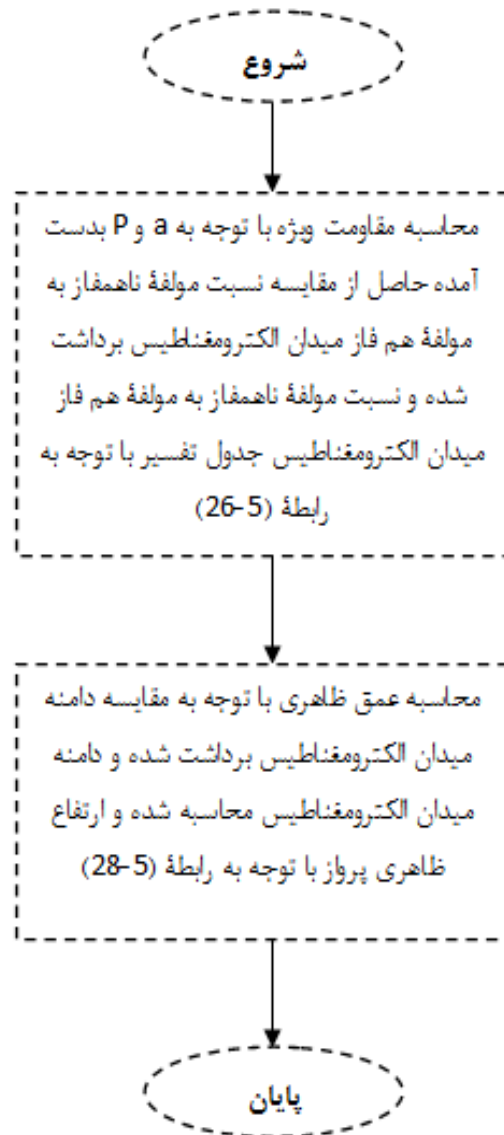 شروع
محاسبه مقاومت ویژه با توجه به a و P بدست
آمده حاصل از مقایسه نسبت مولفهٔ ناهمفاز به
مولفهٔ هم فاز میدان الکترومغناطیس برداشت
شده و نسبت مولفهٔ ناهمفاز به مولفهٔ هم فاز
میدان الکترومغناطیس جدول تفسیر با توجه به
رابطهٔ (5-26)
محاسبه عمق ظاهری با توجه به مقایسه دامنه
میدان الکترومغناطیس برداشت شده و دامنه
میدان الکترومغناطیس محاسبه شده و ارتفاع
ظاهری پرواز با توجه به رابطهٔ (5-28)
پایان